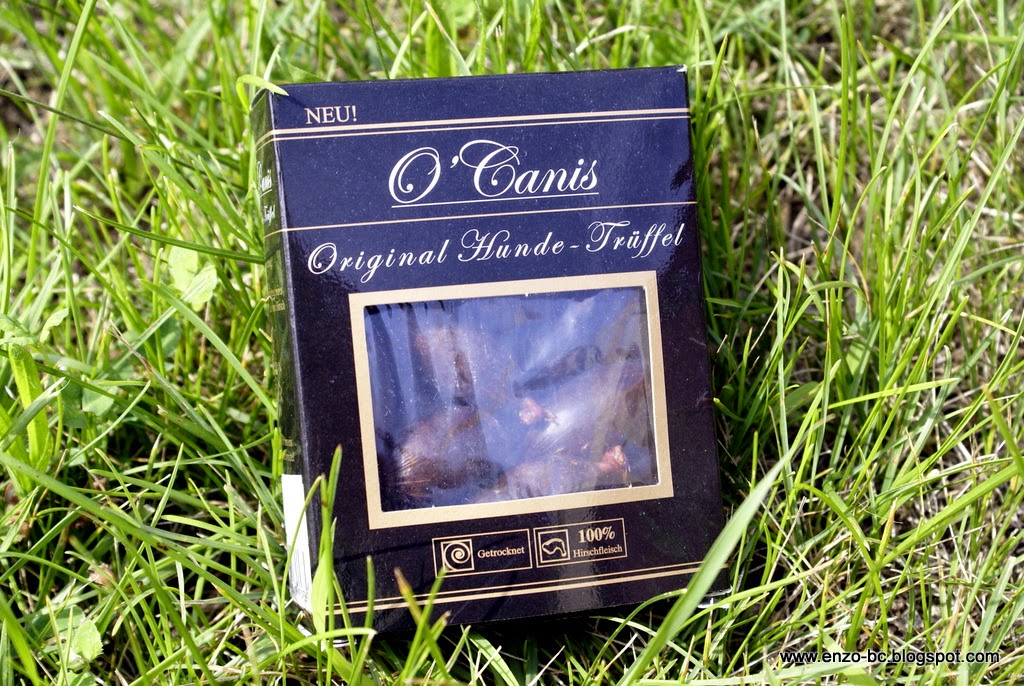 NEU!
O'Canis
Original Hunde-Trüffel
Getrocknet
100%
Hirschfleisch
www.enzo-bc.blogspot.com